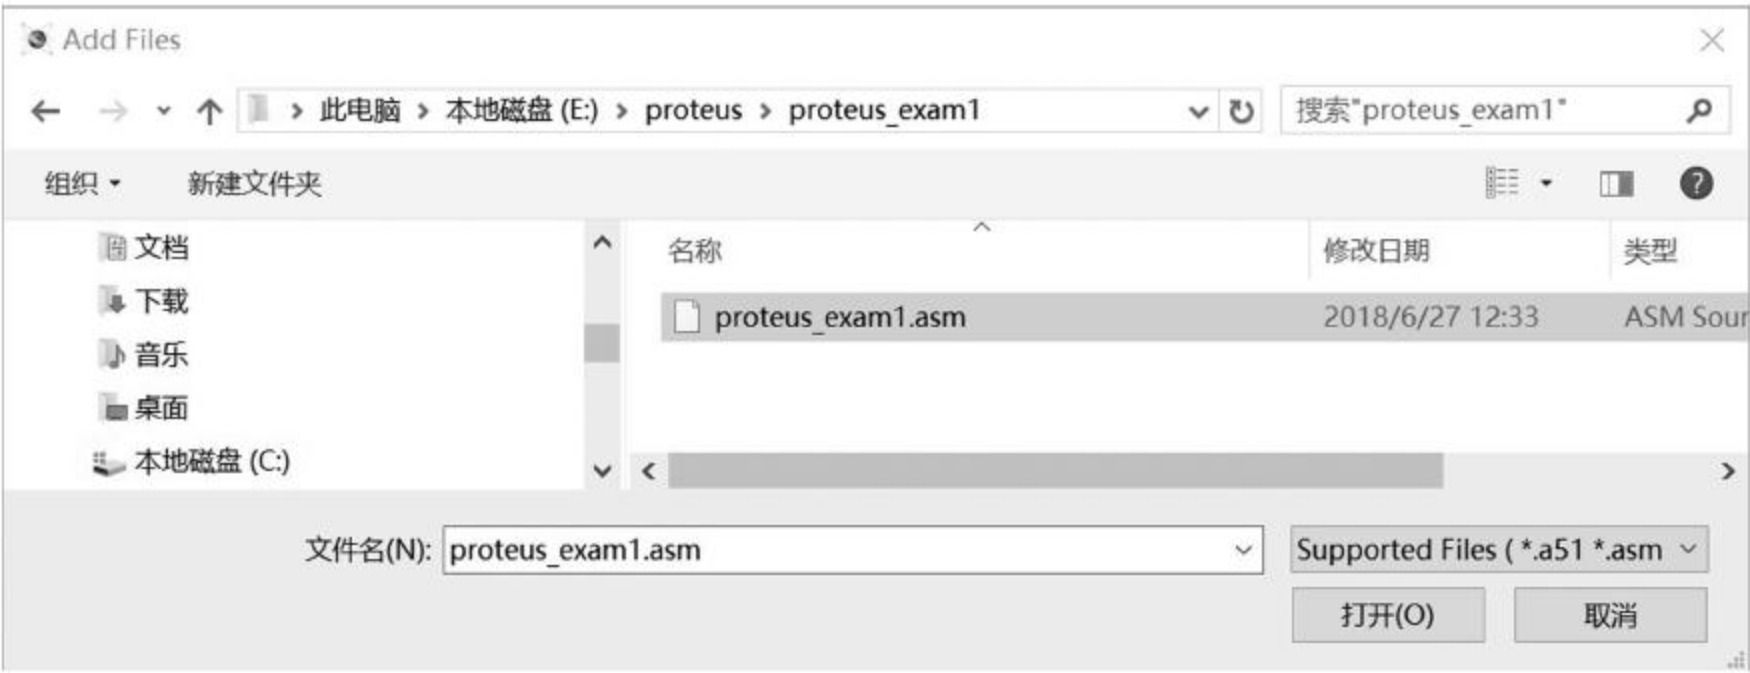 Add Files
此电脑 > 本地磁盘 (E:) > proteus > proteus_exam1
搜索"proteus_exam1"
组织 新建文件夹
名称 修改日期 类型
文档
下载
音乐
桌面
本地磁盘 (C:)
proteus_exam1.asm 2018/6/27 12:33 ASM Sour
文件名(N): proteus_exam1.asm Supported Files ( *.a51 *.asm
打开(O) 取消